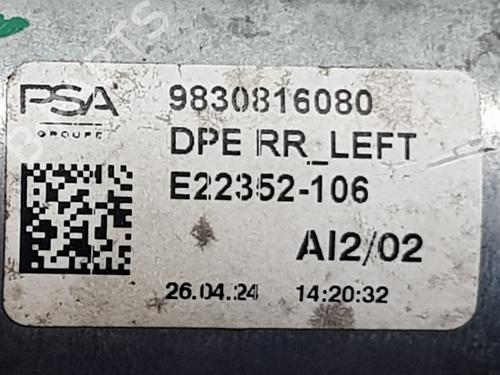 PSA
GROUPE
9830816080
DPE RR_LEFT
E22352-106
AI2/02
26.04.24 14:20:32